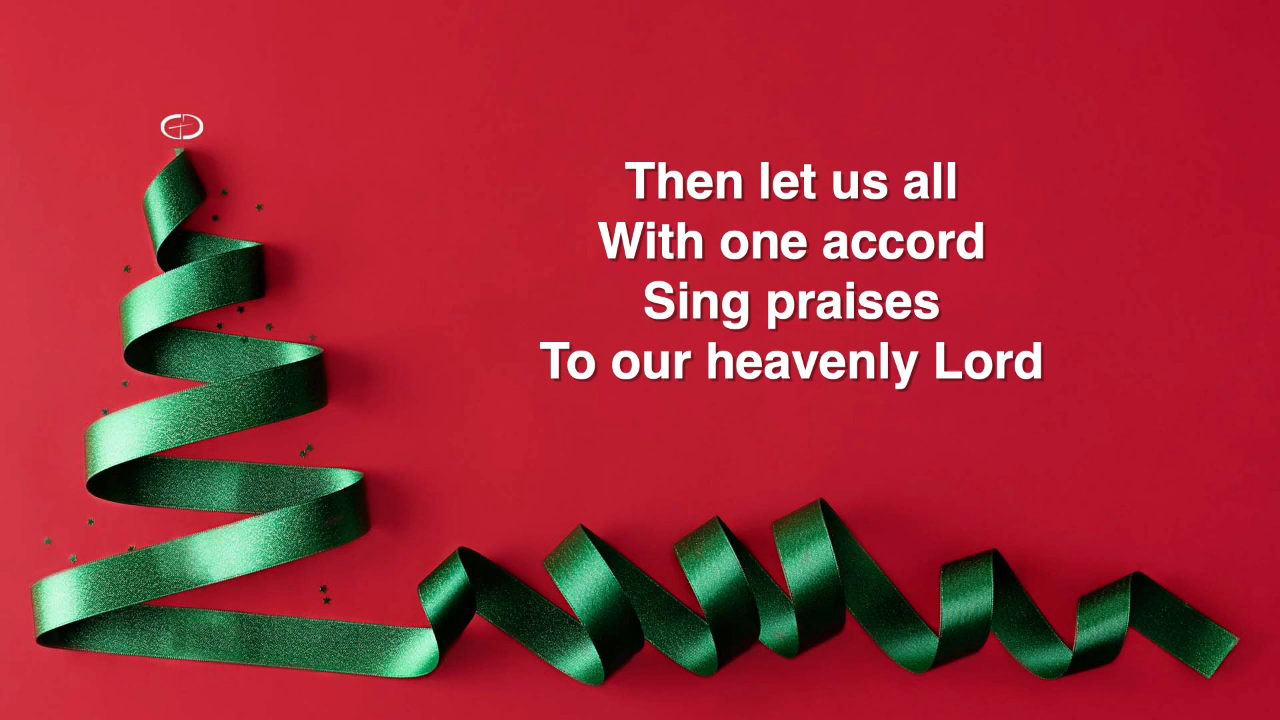 Then let us all
With one accord
Sing praises
To our heavenly Lord